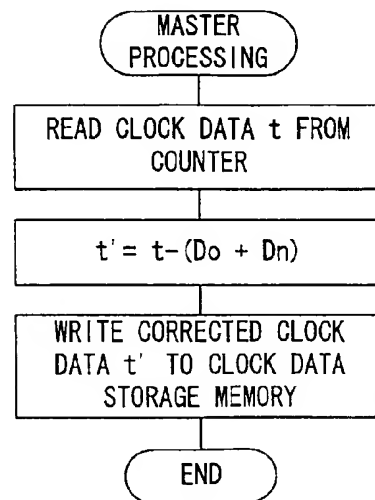 MASTER
PROCESSING
READ CLOCK DATA t FROM
COUNTER
t'= t-(Do + Dn)
WRITE CORRECTED CLOCK
DATA t' TO CLOCK DATA
STORAGE MEMORY
END